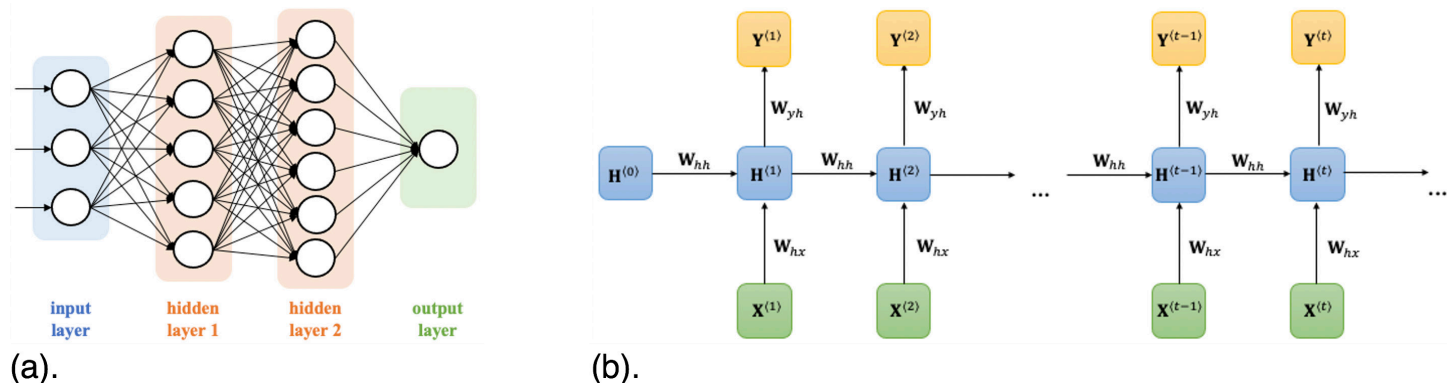 input
layer
hidden
layer 1
hidden
layer 2
output
layer
(a).
Y⟨1⟩ Y⟨2⟩ Y⟨t−1⟩ Y⟨t⟩
W_yh W_yh W_yh W_yh
W_hh W_hh W_hh W_hh
H⟨0⟩ H⟨1⟩ H⟨2⟩ ... H⟨t−1⟩ H⟨t⟩ ...
W_hx W_hx W_hx W_hx
X⟨1⟩ X⟨2⟩ X⟨t−1⟩ X⟨t⟩
(b).